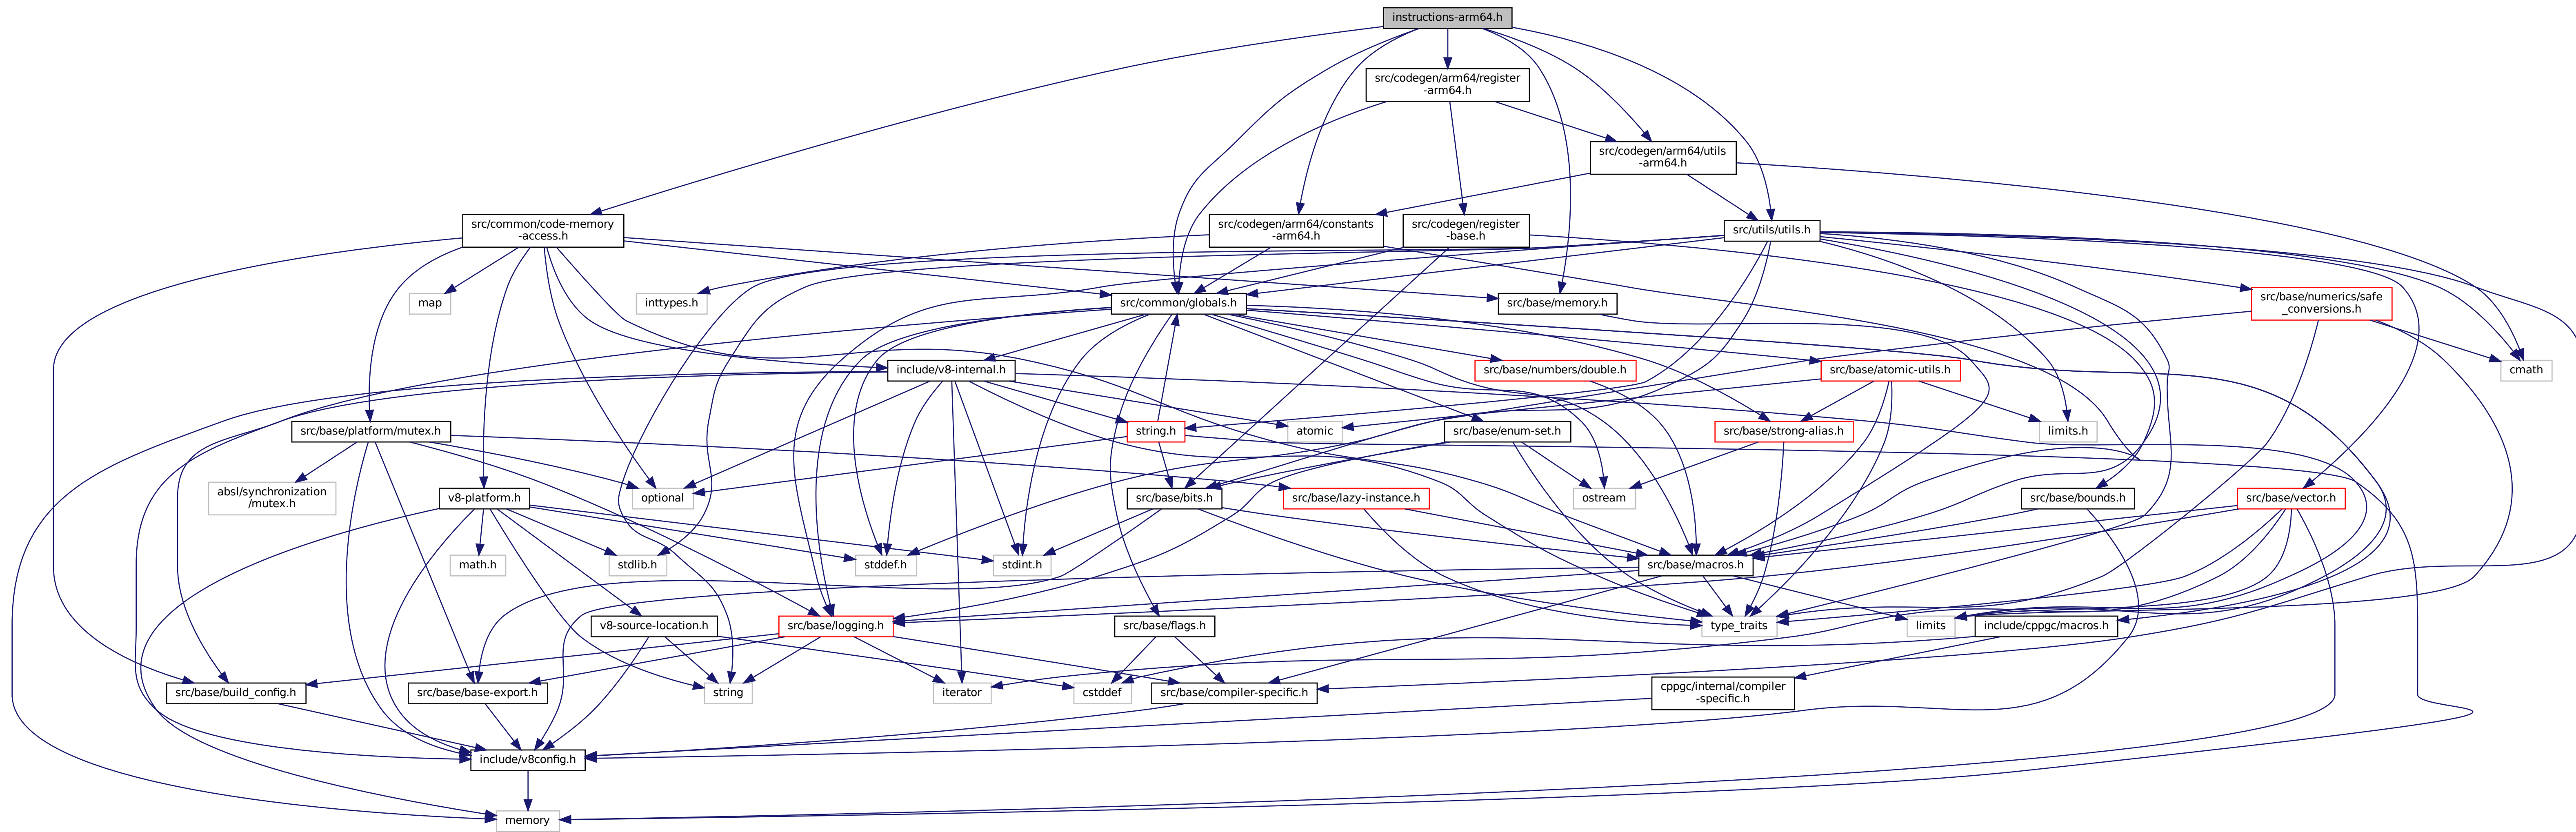 instructions-arm64.h
src/codegen/arm64/register
-arm64.h
src/codegen/arm64/utils
-arm64.h
src/common/code-memory
-access.h
src/codegen/arm64/constants
-arm64.h
src/codegen/register
-base.h
src/utils/utils.h
map
inttypes.h
src/common/globals.h
src/base/memory.h
src/base/numerics/safe
_conversions.h
include/v8-internal.h
src/base/numbers/double.h
src/base/atomic-utils.h
cmath
src/base/platform/mutex.h
string.h
atomic
src/base/enum-set.h
src/base/strong-alias.h
limits.h
absl/synchronization
/mutex.h
v8-platform.h
optional
src/base/bits.h
src/base/lazy-instance.h
ostream
src/base/bounds.h
src/base/vector.h
math.h
stdlib.h
stddef.h
stdint.h
src/base/macros.h
v8-source-location.h
src/base/logging.h
src/base/flags.h
type_traits
limits
include/cppgc/macros.h
src/base/build_config.h
src/base/base-export.h
string
iterator
cstddef
src/base/compiler-specific.h
cppgc/internal/compiler
-specific.h
include/v8config.h
memory